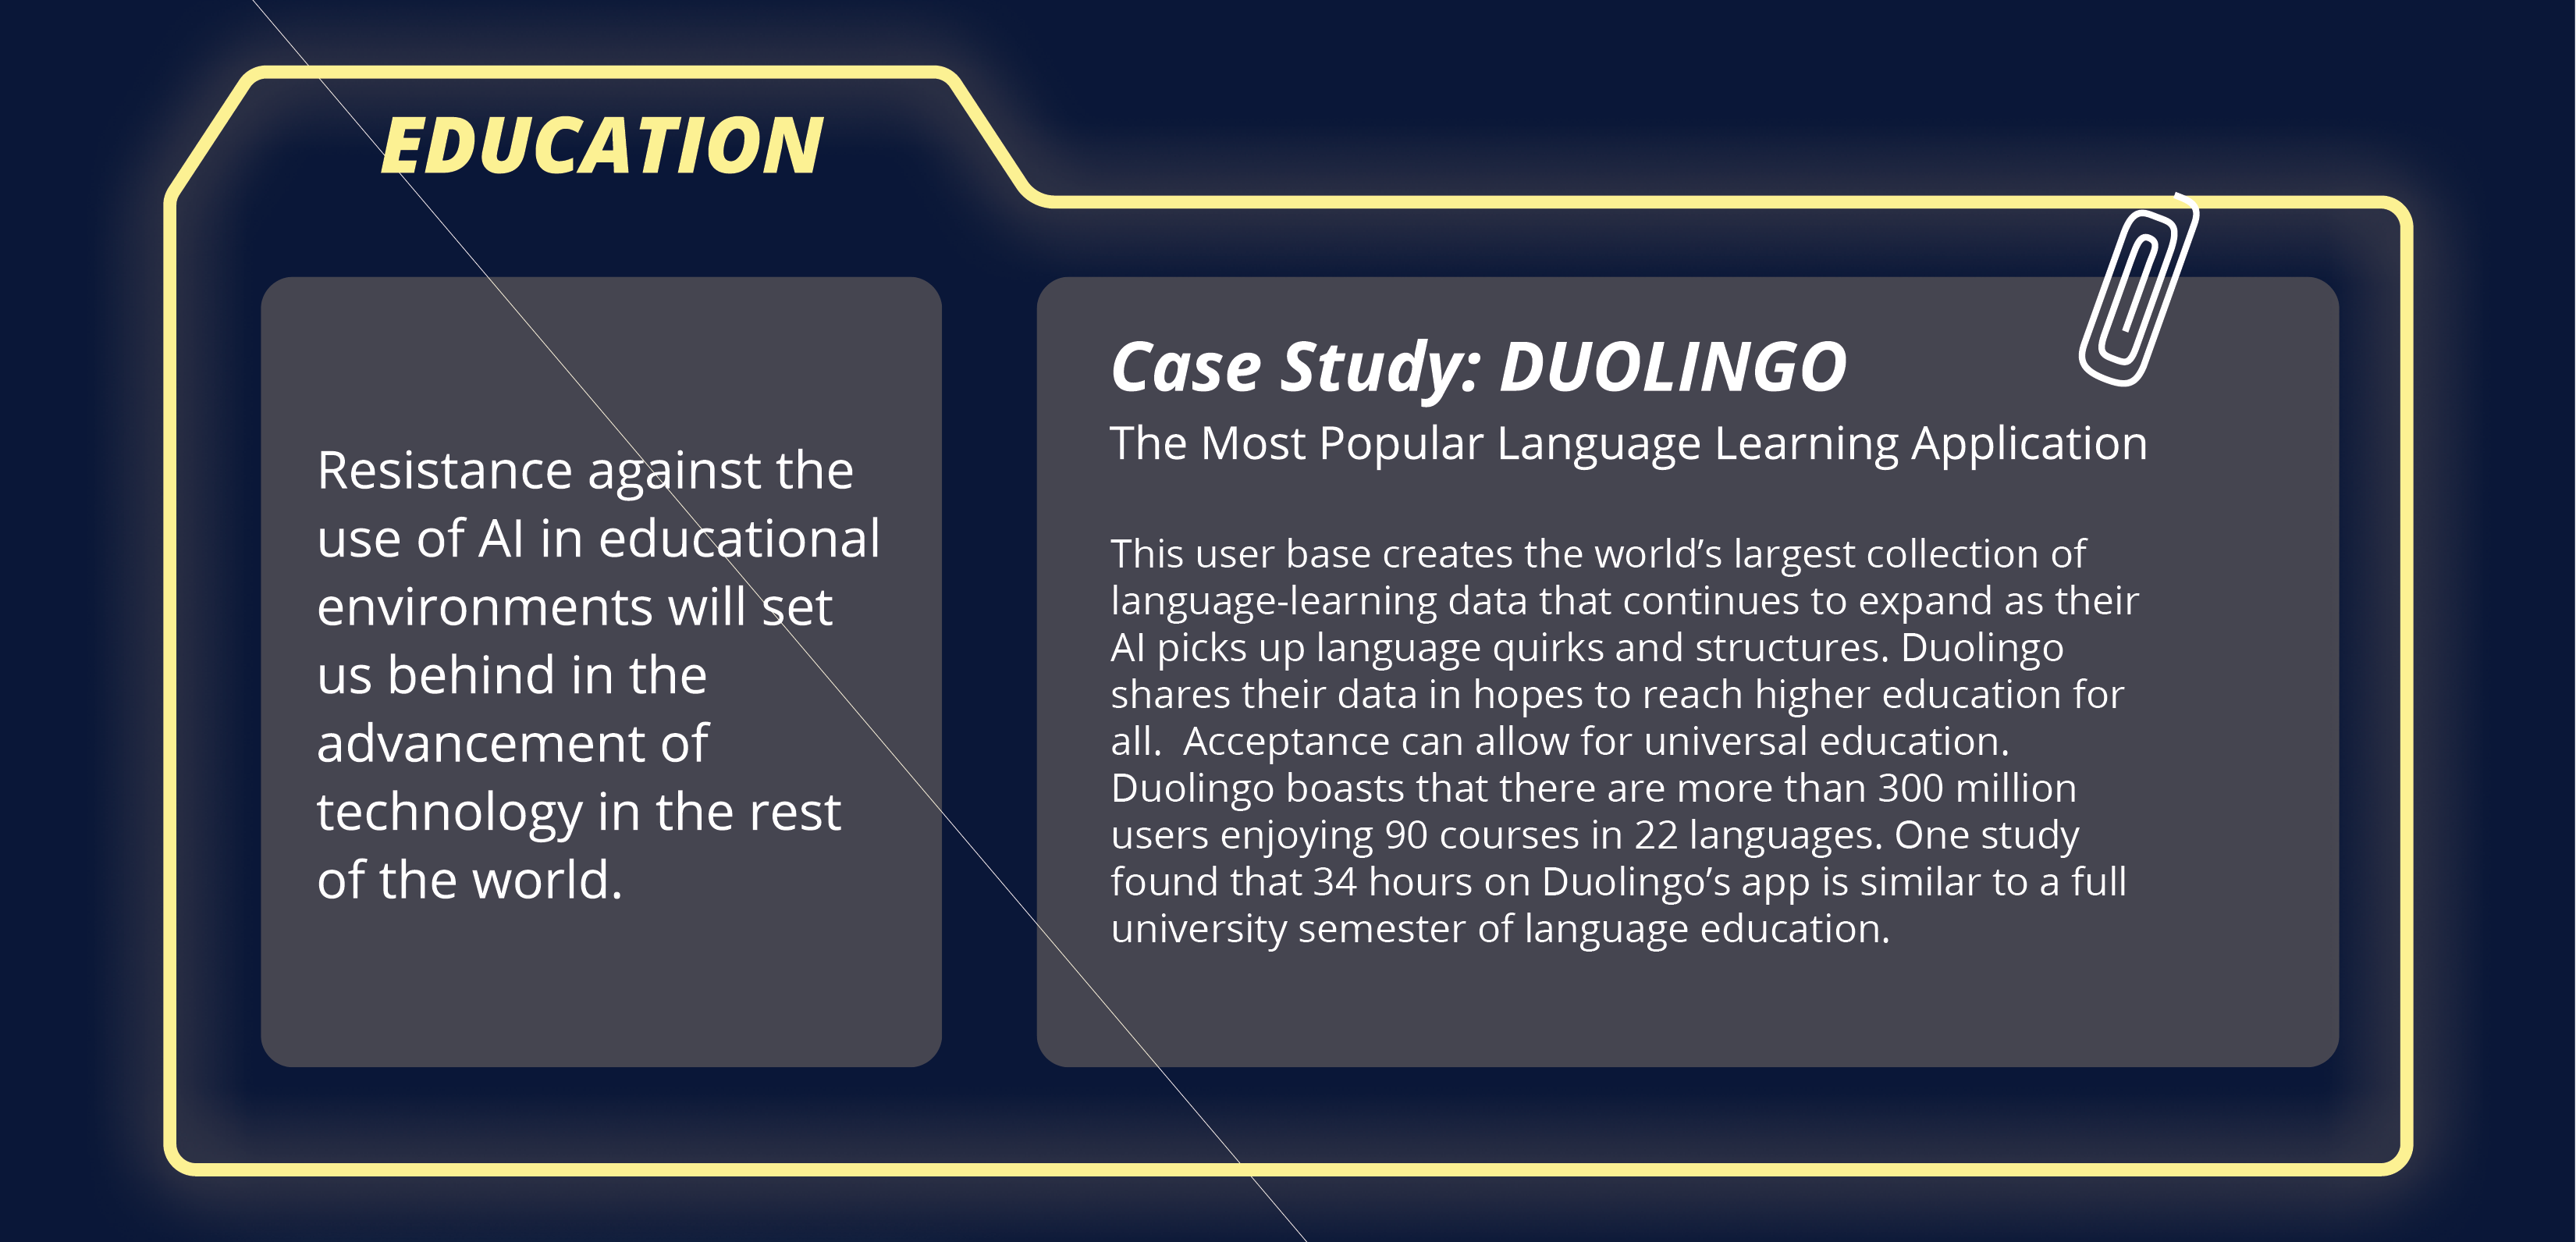 EDUCATION
Resistance against the
use of AI in educational
environments will set
us behind in the
advancement of
technology in the rest
of the world.
Case Study: DUOLINGO
The Most Popular Language Learning Application
This user base creates the world’s largest collection of
language-learning data that continues to expand as their
AI picks up language quirks and structures. Duolingo
shares their data in hopes to reach higher education for
all.  Acceptance can allow for universal education.
Duolingo boasts that there are more than 300 million
users enjoying 90 courses in 22 languages. One study
found that 34 hours on Duolingo’s app is similar to a full
university semester of language education.